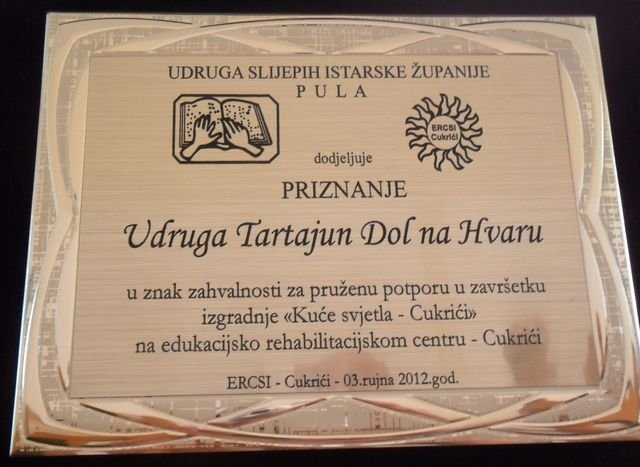 UDRUGA SLIJEPIH ISTARSKE ŽUPANIJE
PULA
ERCSI
Cukrići
dodjeljuje
PRIZNANJE
Udruga Tartajun Dol na Hvaru
u znak zahvalnosti za pruženu potporu u završetku
izgradnje «Kuće svjetla - Cukrići»
na edukacijsko rehabilitacijskom centru - Cukrići
ERCSI - Cukrići - 03.rujna 2012.god.